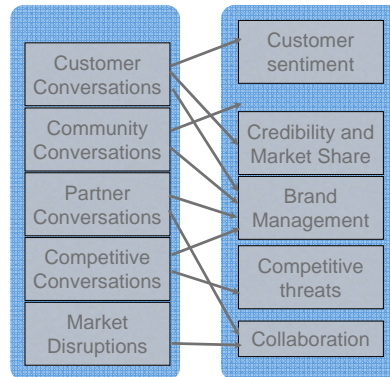 Customer
Conversations
Community
Conversations
Partner
Conversations
Competitive
Conversations
Market
Disruptions
Customer
sentiment
Credibility and
Market Share
Brand
Management
Competitive
threats
Collaboration